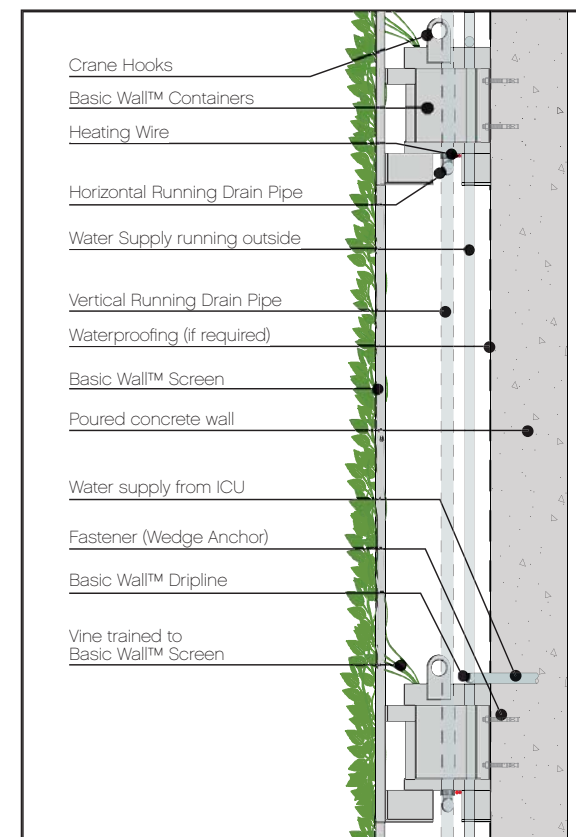 Crane Hooks
Basic Wall™ Containers
Heating Wire
Horizontal Running Drain Pipe
Water Supply running outside
Vertical Running Drain Pipe
Waterproofing (if required)
Basic Wall™ Screen
Poured concrete wall
Water supply from ICU
Fastener (Wedge Anchor)
Basic Wall™ Dripline
Vine trained to
Basic Wall™ Screen